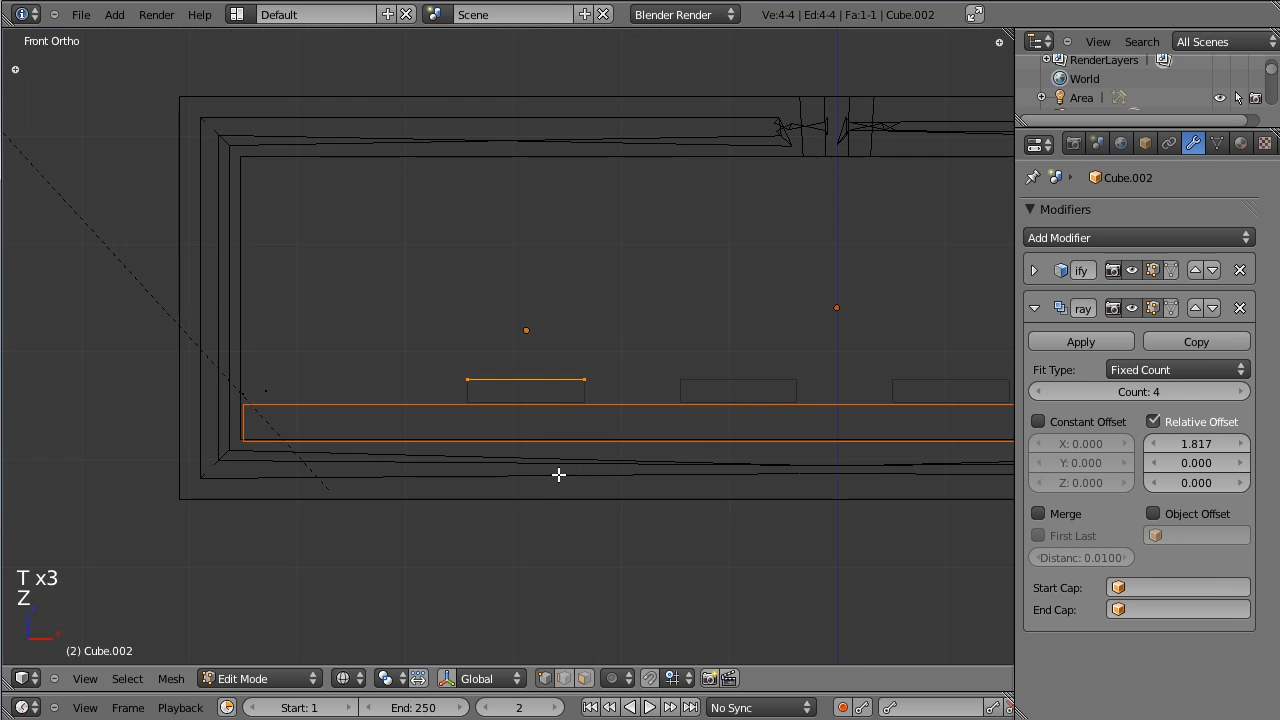 File Add Render Help Default Scene Blender Render Ve:4-4 | Ed:4-4 | Fa:1-1 | Cube.002
Front Ortho
View Search All Scenes
RenderLayers
World
Area
Cube.002
Modifiers
Add Modifier
ify
ray
Apply Copy
Fit Type: Fixed Count
Count: 4
Constant Offset Relative Offset
X: 0.000 1.817
Y: 0.000 0.000
Z: 0.000 0.000
Merge Object Offset
First Last
Distanc: 0.0100
Start Cap:
End Cap:
T x3
Z
(2) Cube.002
View Select Mesh Edit Mode Global
View Frame Playback Start: 1 End: 250 2 No Sync